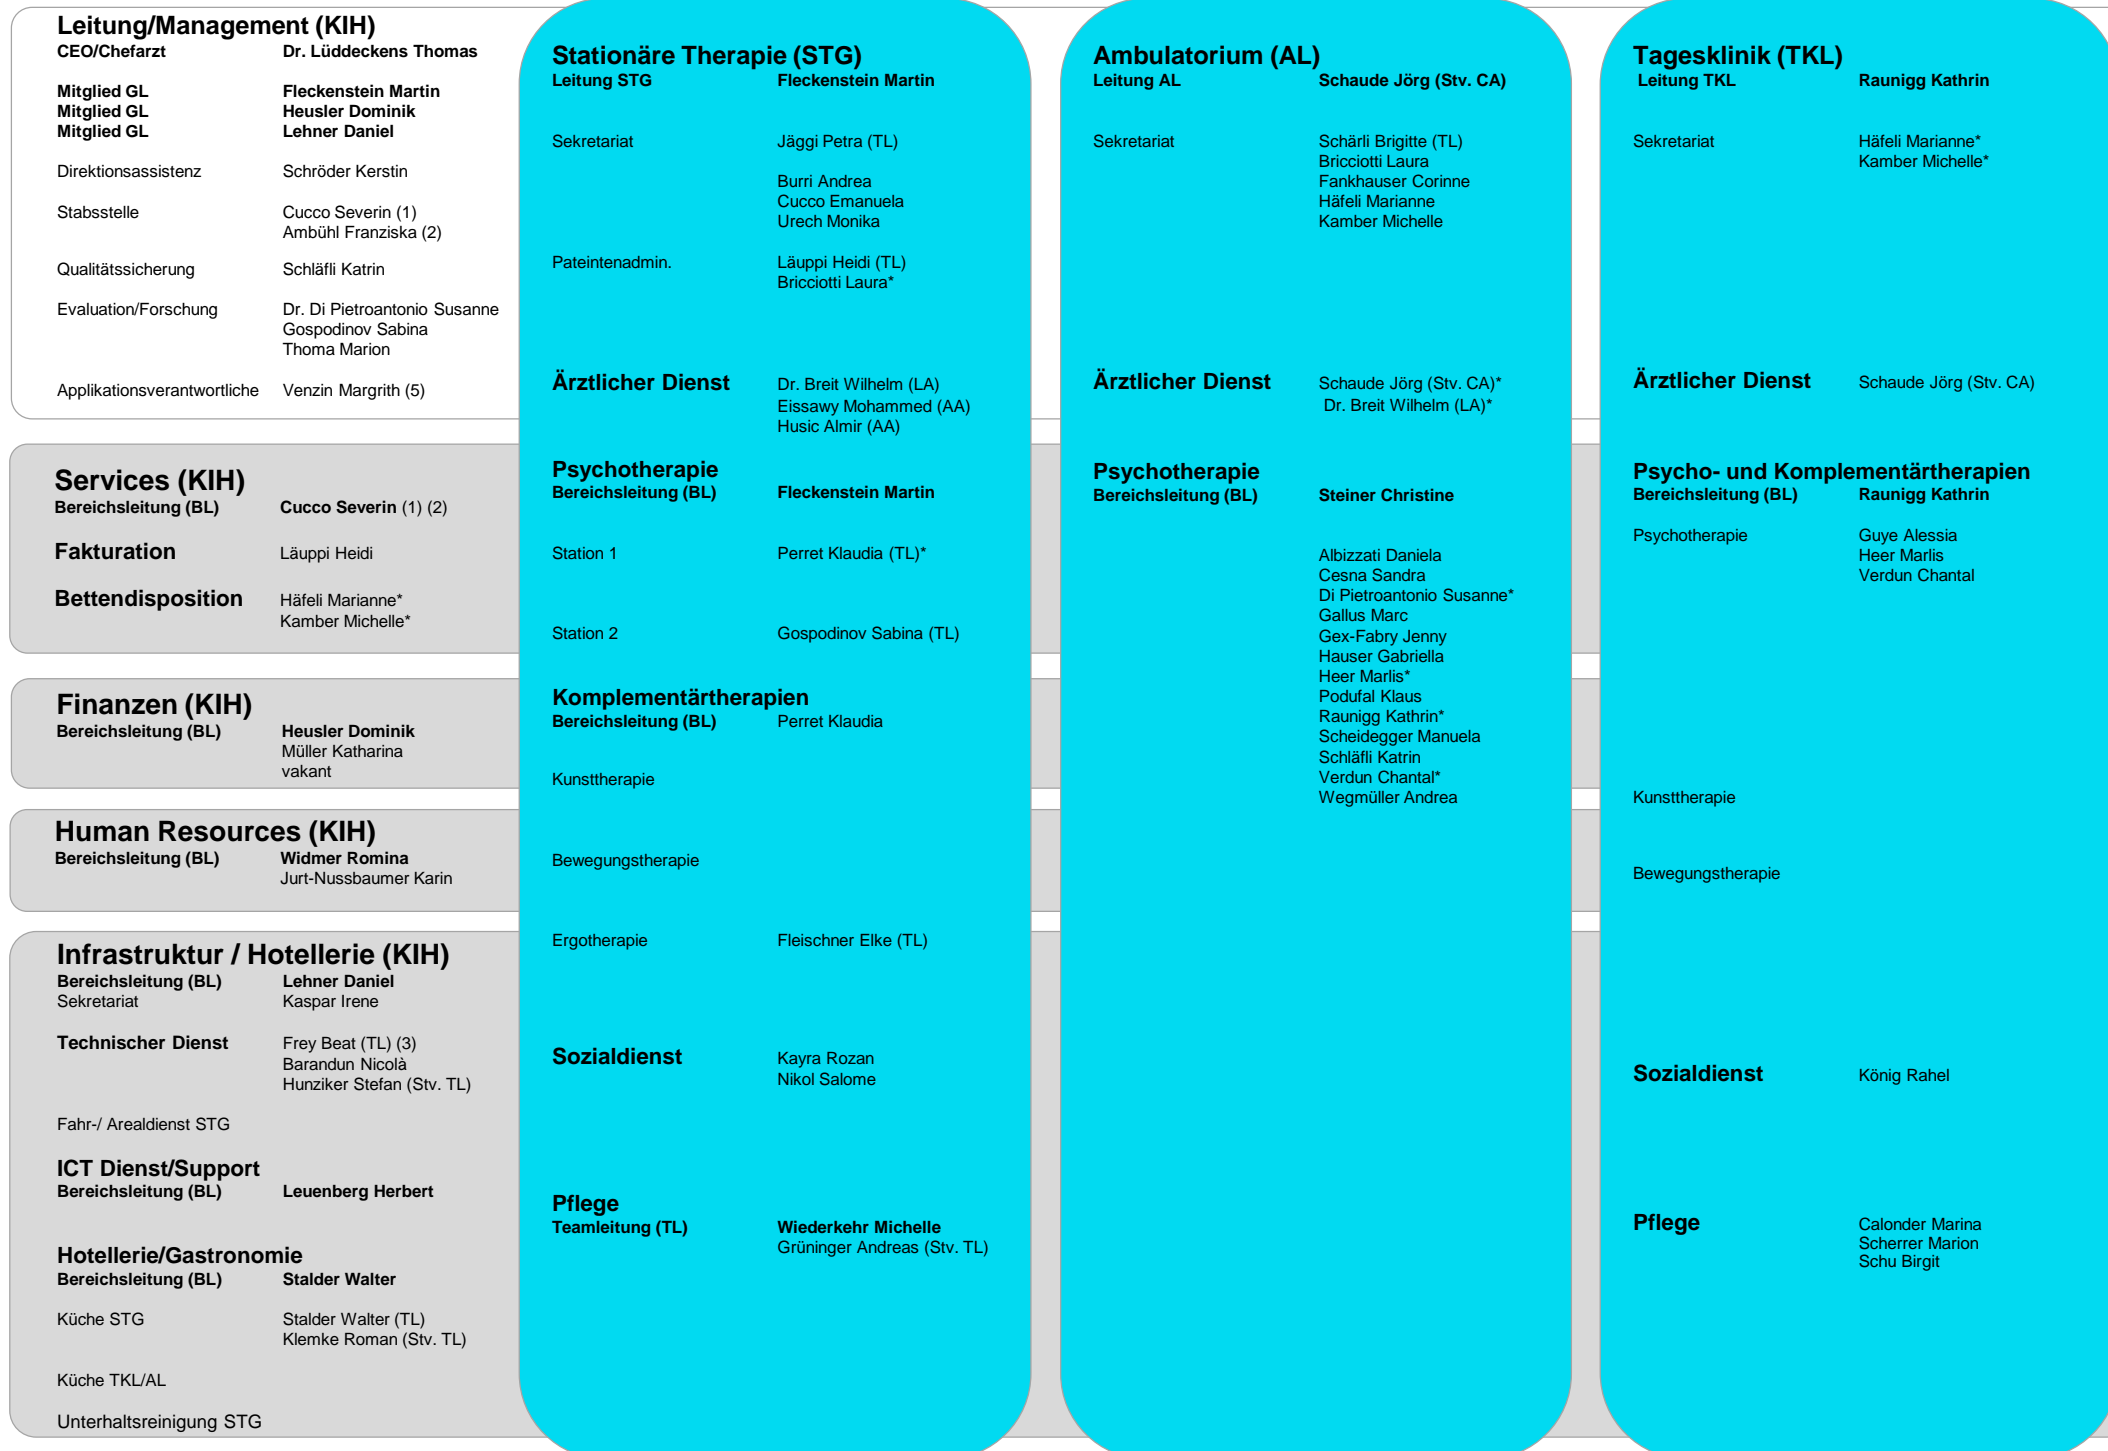 Leitung/Management (KIH)
CEO/Chefarzt Dr. Lüddeckens Thomas
Mitglied GL Fleckenstein Martin
Mitglied GL Heusler Dominik
Mitglied GL Lehner Daniel
Direktionsassistenz Schröder Kerstin
Stabsstelle Cucco Severin (1)
Ambühl Franziska (2)
Qualitätssicherung Schläfli Katrin
Evaluation/Forschung Dr. Di Pietroantonio Susanne
Gospodinov Sabina
Thoma Marion
Applikationsverantwortliche Venzin Margrith (5)
Services (KIH)
Bereichsleitung (BL) Cucco Severin (1) (2)
Fakturation Läuppi Heidi
Bettendisposition Häfeli Marianne*
Kamber Michelle*
Finanzen (KIH)
Bereichsleitung (BL) Heusler Dominik
Müller Katharina
vakant
Human Resources (KIH)
Bereichsleitung (BL) Widmer Romina
Jurt-Nussbaumer Karin
Infrastruktur / Hotellerie (KIH)
Bereichsleitung (BL) Lehner Daniel
Sekretariat Kaspar Irene
Technischer Dienst Frey Beat (TL) (3)
Barandun Nicolà
Hunziker Stefan (Stv. TL)
Fahr-/ Arealdienst STG
ICT Dienst/Support
Bereichsleitung (BL) Leuenberg Herbert
Hotellerie/Gastronomie
Bereichsleitung (BL) Stalder Walter
Küche STG Stalder Walter (TL)
Klemke Roman (Stv. TL)
Küche TKL/AL
Unterhaltsreinigung STG
Stationäre Therapie (STG)
Leitung STG Fleckenstein Martin
Sekretariat Jäggi Petra (TL)
Burri Andrea
Cucco Emanuela
Urech Monika
Pateintenadmin. Läuppi Heidi (TL)
Bricciotti Laura*
Ärztlicher Dienst Dr. Breit Wilhelm (LA)
Eissawy Mohammed (AA)
Husic Almir (AA)
Psychotherapie
Bereichsleitung (BL) Fleckenstein Martin
Station 1 Perret Klaudia (TL)*
Station 2 Gospodinov Sabina (TL)
Komplementärtherapien
Bereichsleitung (BL) Perret Klaudia
Kunsttherapie
Bewegungstherapie
Ergotherapie Fleischner Elke (TL)
Sozialdienst Kayra Rozan
Nikol Salome
Pflege
Teamleitung (TL) Wiederkehr Michelle
Grüninger Andreas (Stv. TL)
Ambulatorium (AL)
Leitung AL Schaude Jörg (Stv. CA)
Sekretariat Schärli Brigitte (TL)
Bricciotti Laura
Fankhauser Corinne
Häfeli Marianne
Kamber Michelle
Ärztlicher Dienst Schaude Jörg (Stv. CA)*
Dr. Breit Wilhelm (LA)*
Psychotherapie
Bereichsleitung (BL) Steiner Christine
Albizzati Daniela
Cesna Sandra
Di Pietroantonio Susanne*
Gallus Marc
Gex-Fabry Jenny
Hauser Gabriella
Heer Marlis*
Podufal Klaus
Raunigg Kathrin*
Scheidegger Manuela
Schläfli Katrin
Verdun Chantal*
Wegmüller Andrea
Tagesklinik (TKL)
Leitung TKL Raunigg Kathrin
Sekretariat Häfeli Marianne*
Kamber Michelle*
Ärztlicher Dienst Schaude Jörg (Stv. CA)
Psycho- und Komplementärtherapien
Bereichsleitung (BL) Raunigg Kathrin
Psychotherapie Guye Alessia
Heer Marlis
Verdun Chantal
Kunsttherapie
Bewegungstherapie
Sozialdienst König Rahel
Pflege Calonder Marina
Scherrer Marion
Schu Birgit